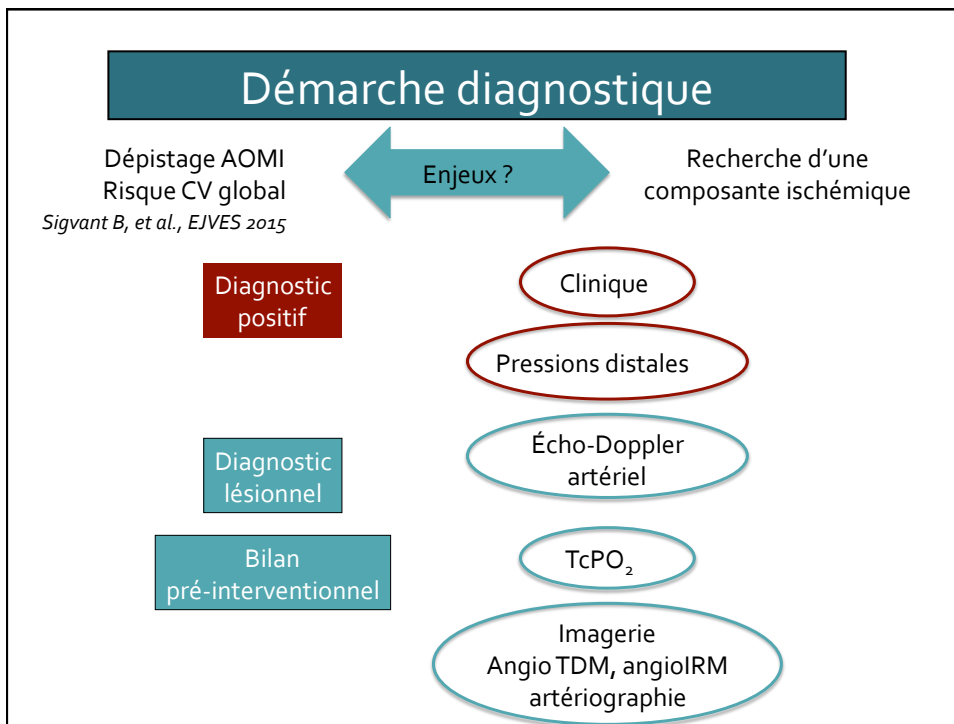 Démarche diagnostique
Dépistage AOMI
Risque CV global
Sigvant B, et al., EJVES 2015
Enjeux ?
Recherche d'une
composante ischémique
Diagnostic
positif
Clinique
Pressions distales
Diagnostic
lésionnel
Écho-Doppler
artériel
Bilan
pré-interventionnel
TcPO₂
Imagerie
Angio TDM, angioIRM
artériographie